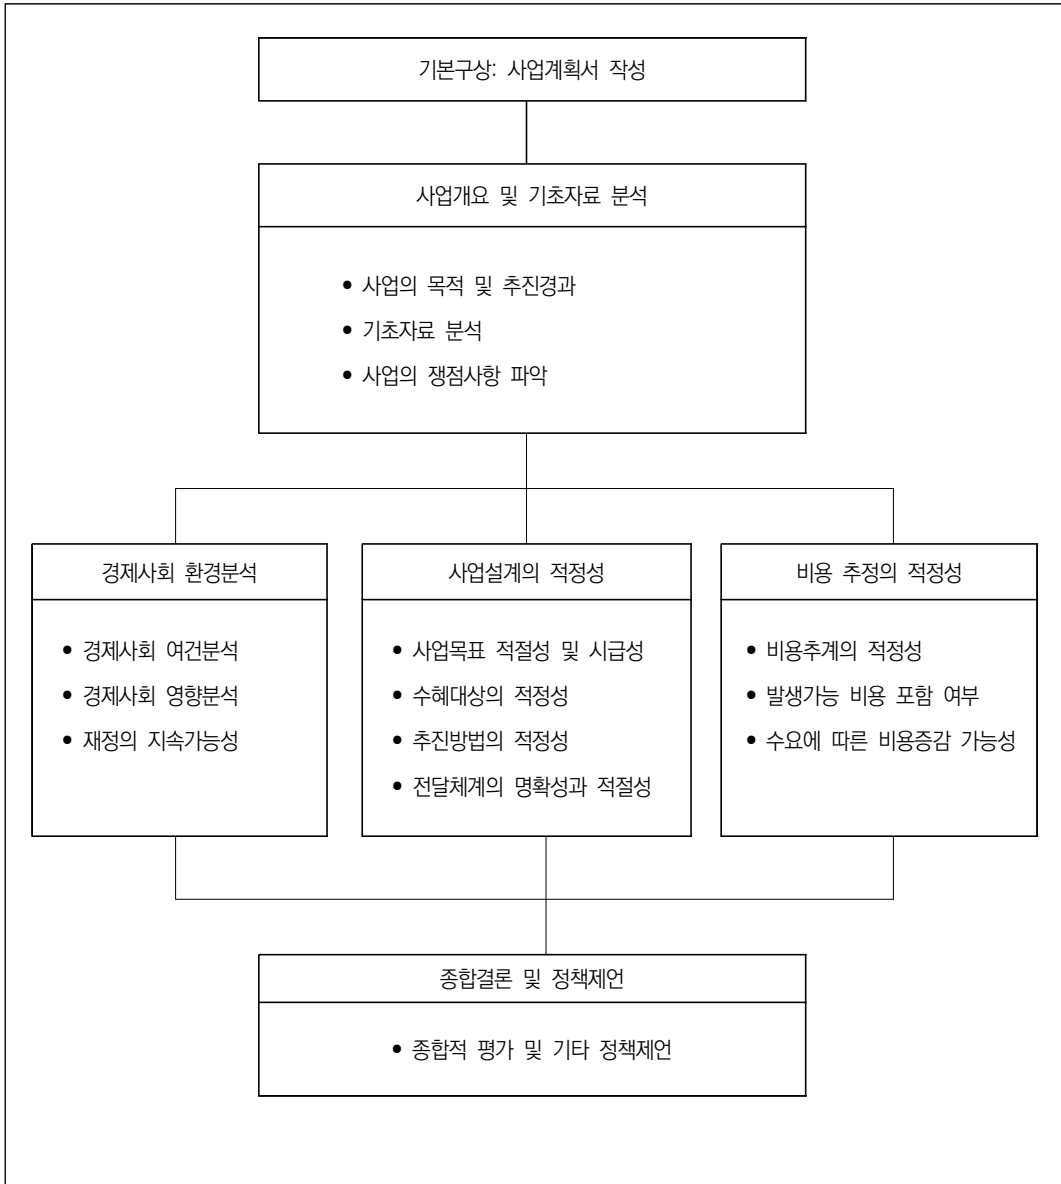 기본구상: 사업계획서 작성
사업개요 및 기초자료 분석
• 사업의 목적 및 추진경과
• 기초자료 분석
• 사업의 쟁점사항 파악
경제사회 환경분석
• 경제사회 여건분석
• 경제사회 영향분석
• 재정의 지속가능성
사업설계의 적정성
• 사업목표 적절성 및 시급성
• 수혜대상의 적정성
• 추진방법의 적정성
• 전달체계의 명확성과 적절성
비용 추정의 적정성
• 비용추계의 적정성
• 발생가능 비용 포함 여부
• 수요에 따른 비용증감 가능성
종합결론 및 정책제언
• 종합적 평가 및 기타 정책제언